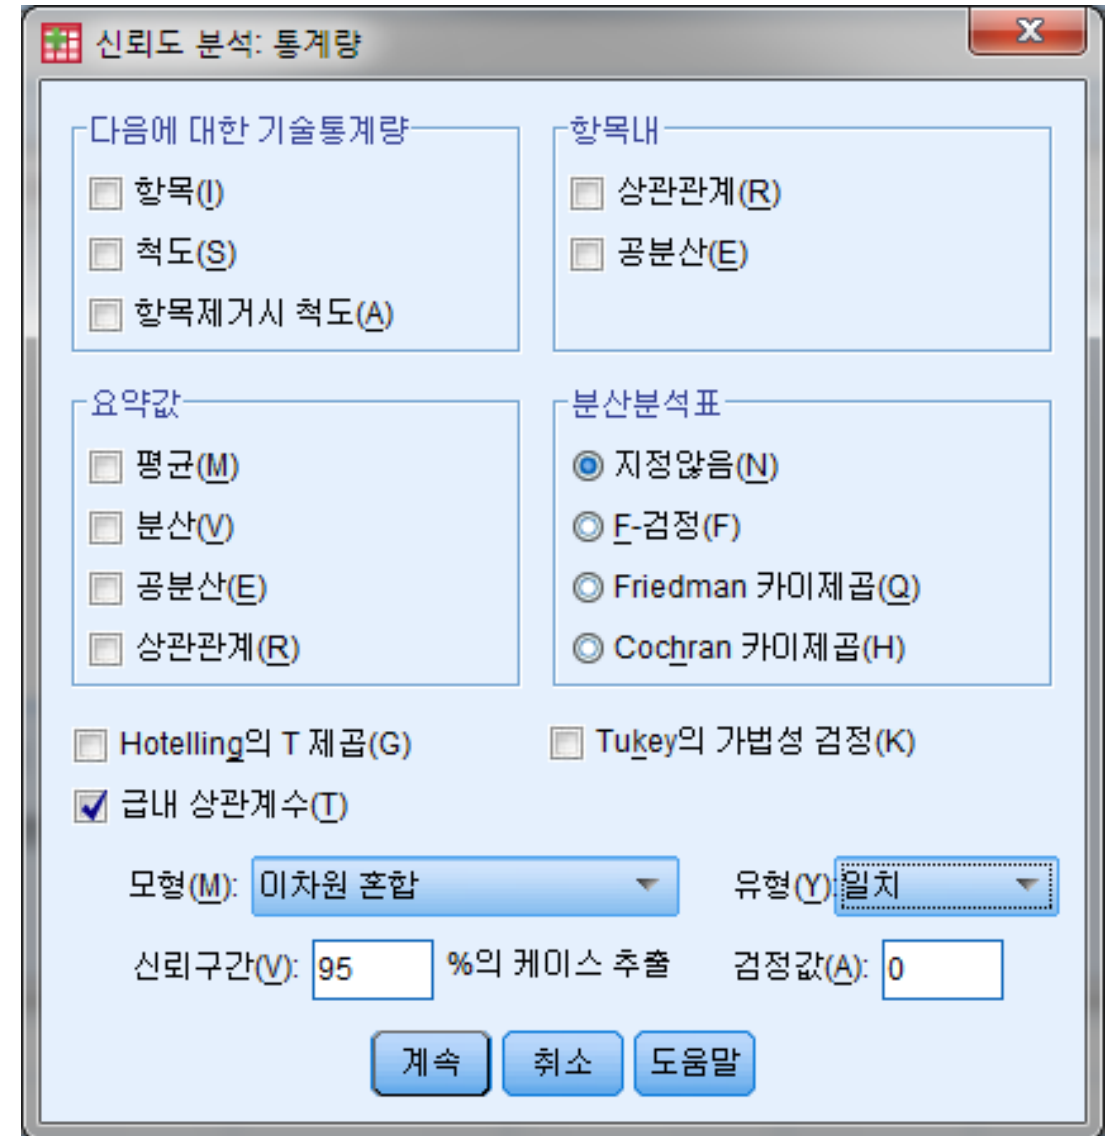 신뢰도 분석: 통계량
다음에 대한 기술통계량
항목(I)
척도(S)
항목제거시 척도(A)
항목내
상관관계(R)
공분산(E)
요약값
평균(M)
분산(V)
공분산(E)
상관관계(R)
분산분석표
지정않음(N)
F-검정(F)
Friedman 카이제곱(Q)
Cochran 카이제곱(H)
Hotelling의 T 제곱(G)
Tukey의 가법성 검정(K)
급내 상관계수(T)
모형(M): 이차원 혼합 유형(Y): 일치
신뢰구간(V): 95 %의 케이스 추출 검정값(A): 0
계속 취소 도움말